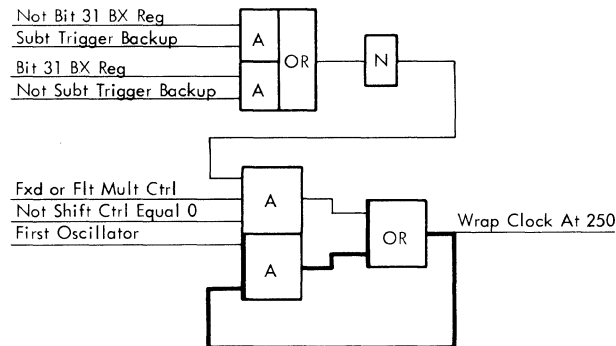 Not Bit 31 BX Reg
Subt Trigger Backup
A
OR
N
Bit 31 BX Reg
A
Not Subt Trigger Backup
Fxd or Flt Mult Ctrl
A
Not Shift Ctrl Equal 0
Wrap Clock At 250
First Oscillator
OR
A